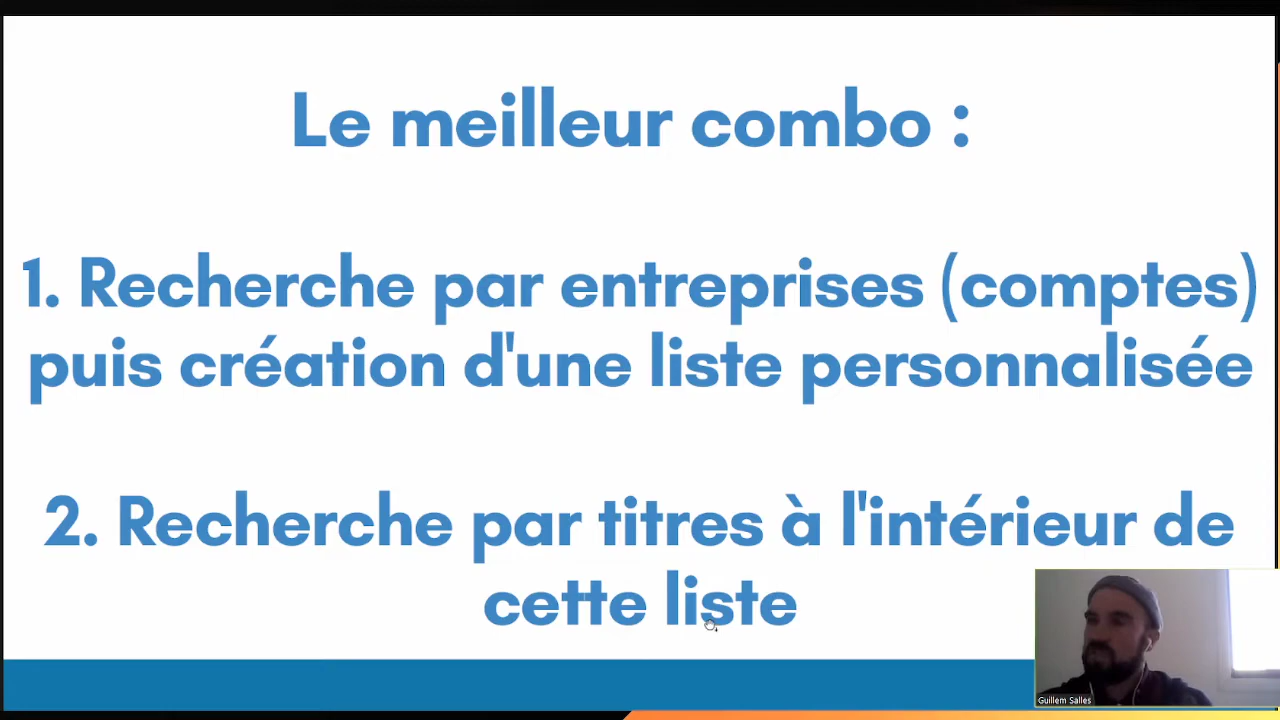 Le meilleur combo :
1. Recherche par entreprises (comptes)
puis création d'une liste personnalisée
2. Recherche par titres à l'intérieur de
cette liste
Guillem Salles